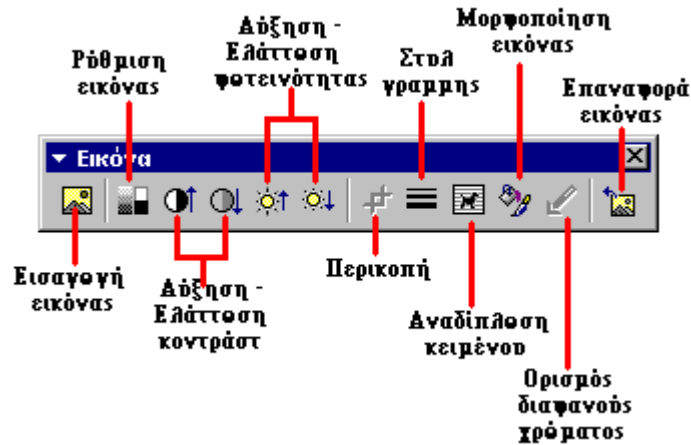 Αύξηση -
Ελάττωση
φωτεινότητας
Μορφοποίηση
εικόνας
Ρύθμιση
εικόνας
Στυλ
γραμμης
Επαναφορά
εικόνας
Εικόνα
Εισαγωγή
εικόνας
Αύξηση -
Ελάττωση
κοντράστ
Περικοπή
Αναδίπλωση
κειμένου
Ορισμός
διαφανούς
χρώματος